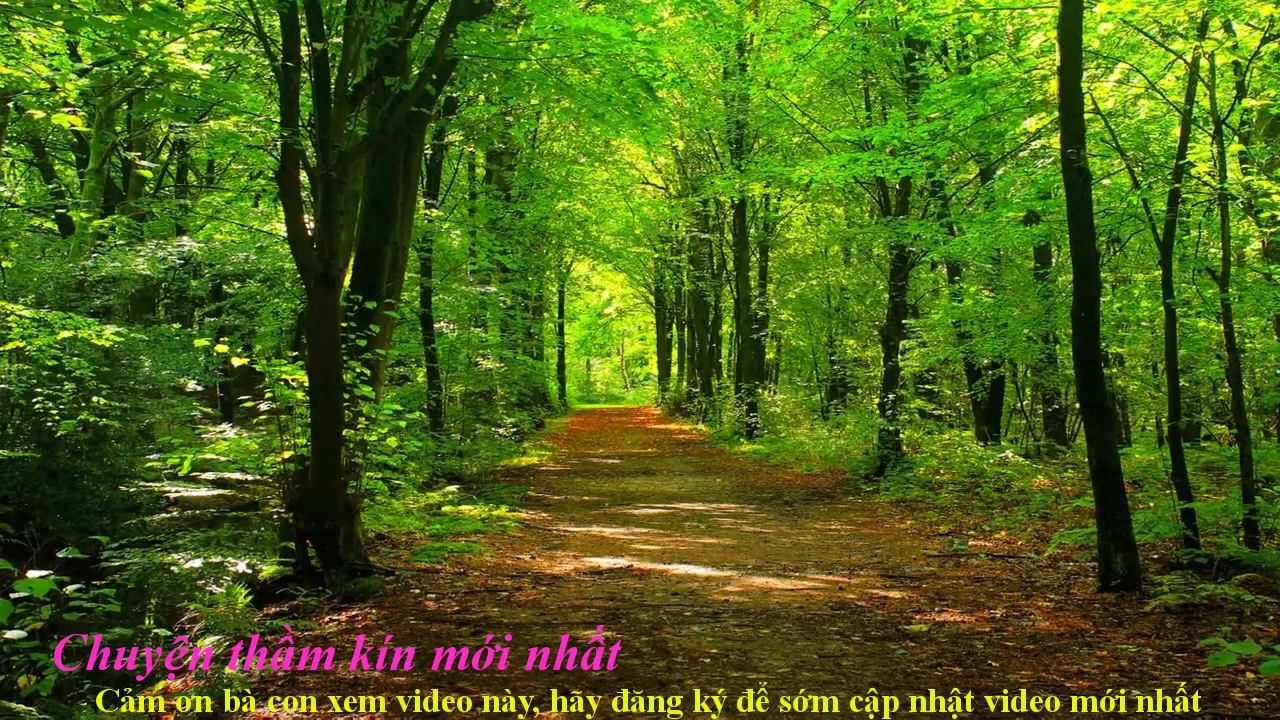 Chuyện thầm kín mới nhất
Cảm ơn bà con xem video này, hãy đăng ký để sớm cập nhật video mới nhất